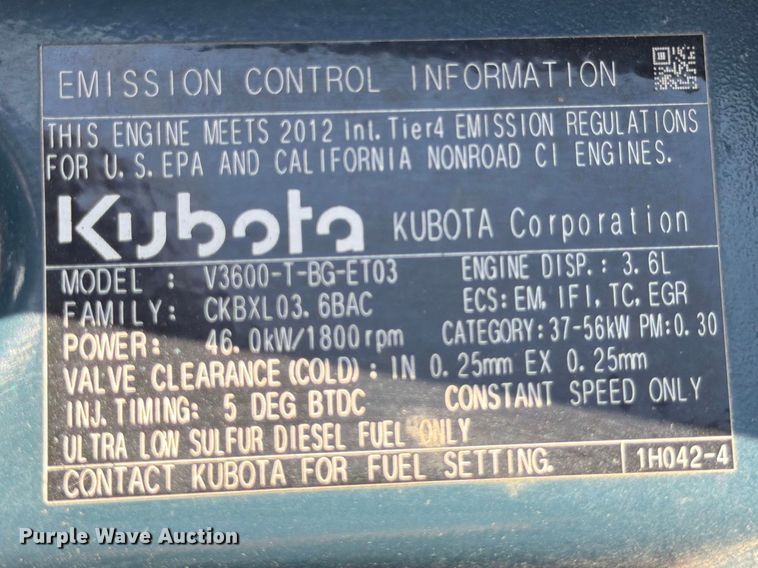 EMISSION CONTROL INFORMATION
THIS ENGINE MEETS 2012 Int. Tier4 EMISSION REGULATIONS
FOR U.S. EPA AND CALIFORNIA NONROAD CI ENGINES.
Kubota KUBOTA Corporation
MODEL : V3600-T-BG-ET03 ENGINE DISP.: 3.6L
FAMILY: CKBXL03.6BAC ECS: EM, IFI, TC, EGR
POWER: 46.0kW/1800rpm CATEGORY: 37-56kW PM: 0.30
VALVE CLEARANCE (COLD) : IN 0.25mm EX 0.25mm
INJ. TIMING: 5 DEG BTDC CONSTANT SPEED ONLY
ULTRA LOW SULFUR DIESEL FUEL ONLY
CONTACT KUBOTA FOR FUEL SETTING. 1H042-4
Purple Wave Auction